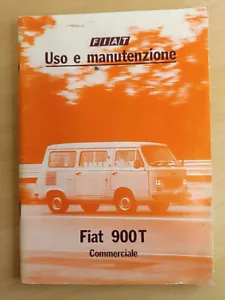 FIAT
Uso e manutenzione
Fiat 900T
Commerciale